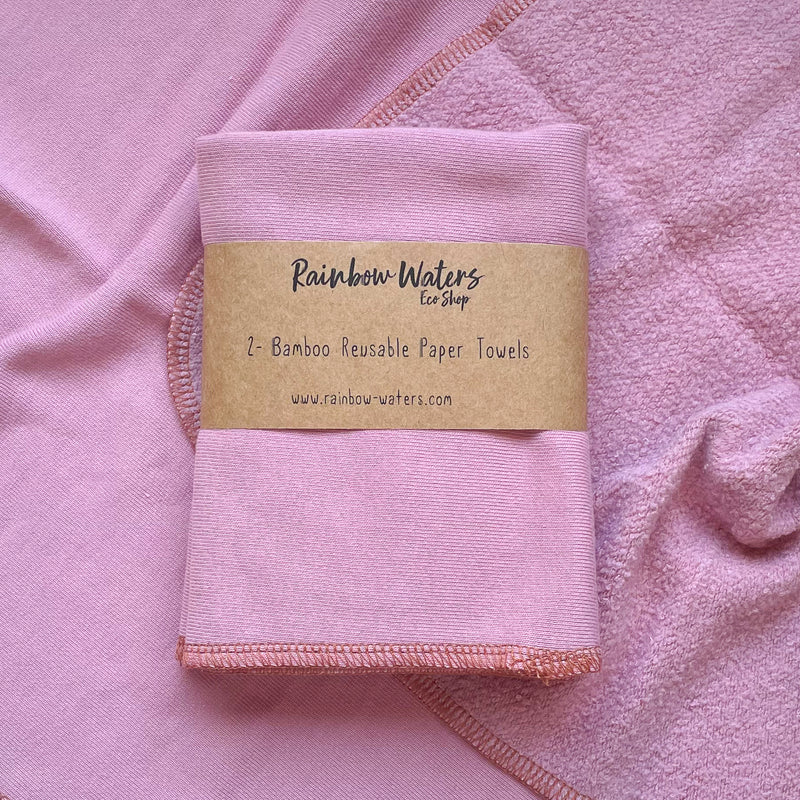 Rainbow Waters
Eco Shop
2- Bamboo Reusable Paper Towels
www.rainbow-waters.com